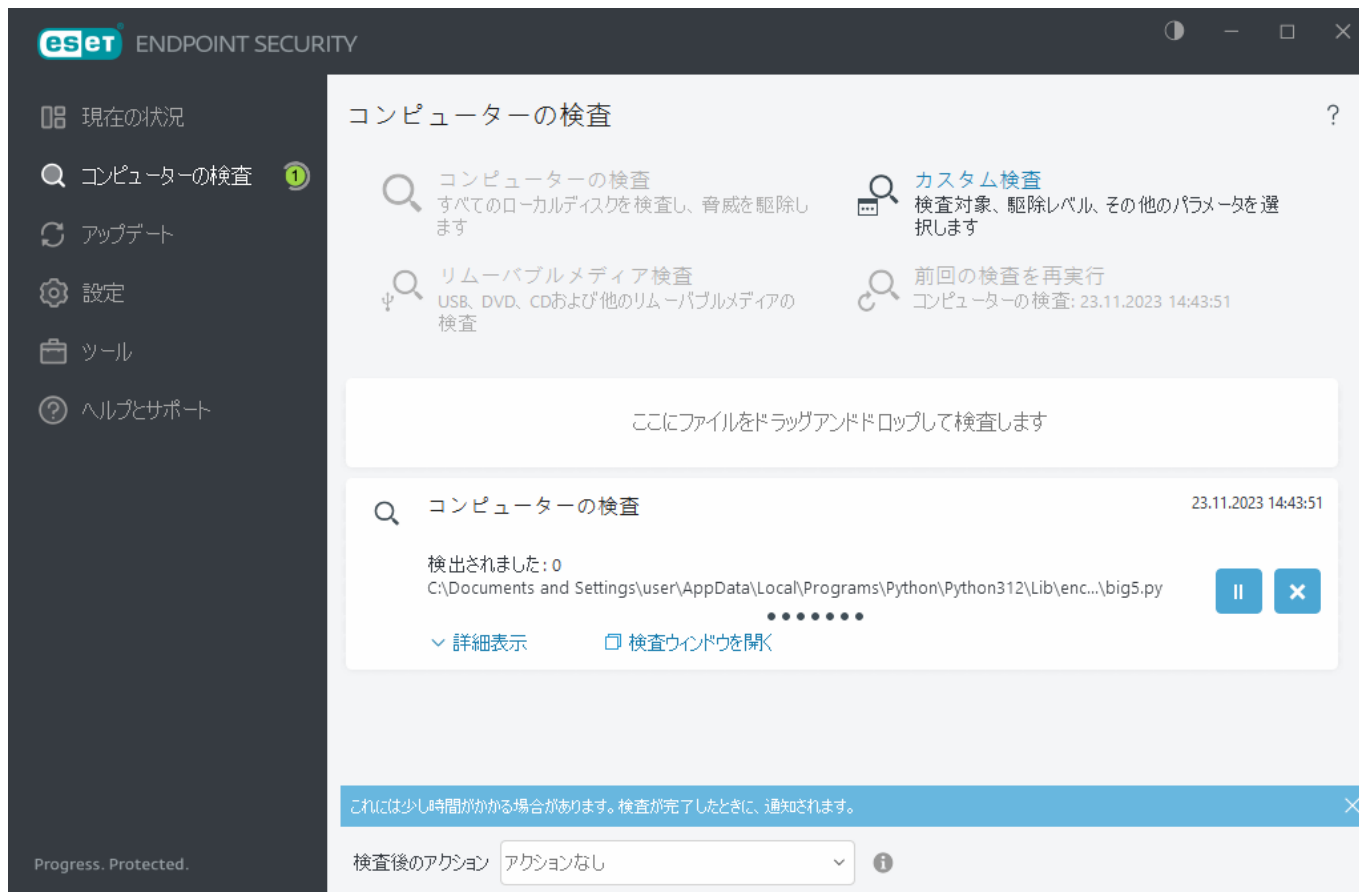 eset ENDPOINT SECURITY
現在の状況
コンピューターの検査 1
アップデート
設定
ツール
ヘルプとサポート
Progress. Protected.
コンピューターの検査
?
コンピューターの検査
すべてのローカルディスクを検査し、脅威を駆除し
ます
カスタム検査
検査対象、駆除レベル、その他のパラメータを選
択します
リムーバブルメディア検査
USB、DVD、CDおよび他のリムーバブルメディアの
検査
前回の検査を再実行
コンピューターの検査: 23.11.2023 14:43:51
ここにファイルをドラッグアンドドロップして検査します
コンピューターの検査
23.11.2023 14:43:51
検出されました: 0
C:\Documents and Settings\user\AppData\Local\Programs\Python\Python312\Lib\enc...\big5.py
詳細表示
検査ウィンドウを開く
これには少し時間がかかる場合があります。検査が完了したときに、通知されます。
検査後のアクション アクションなし